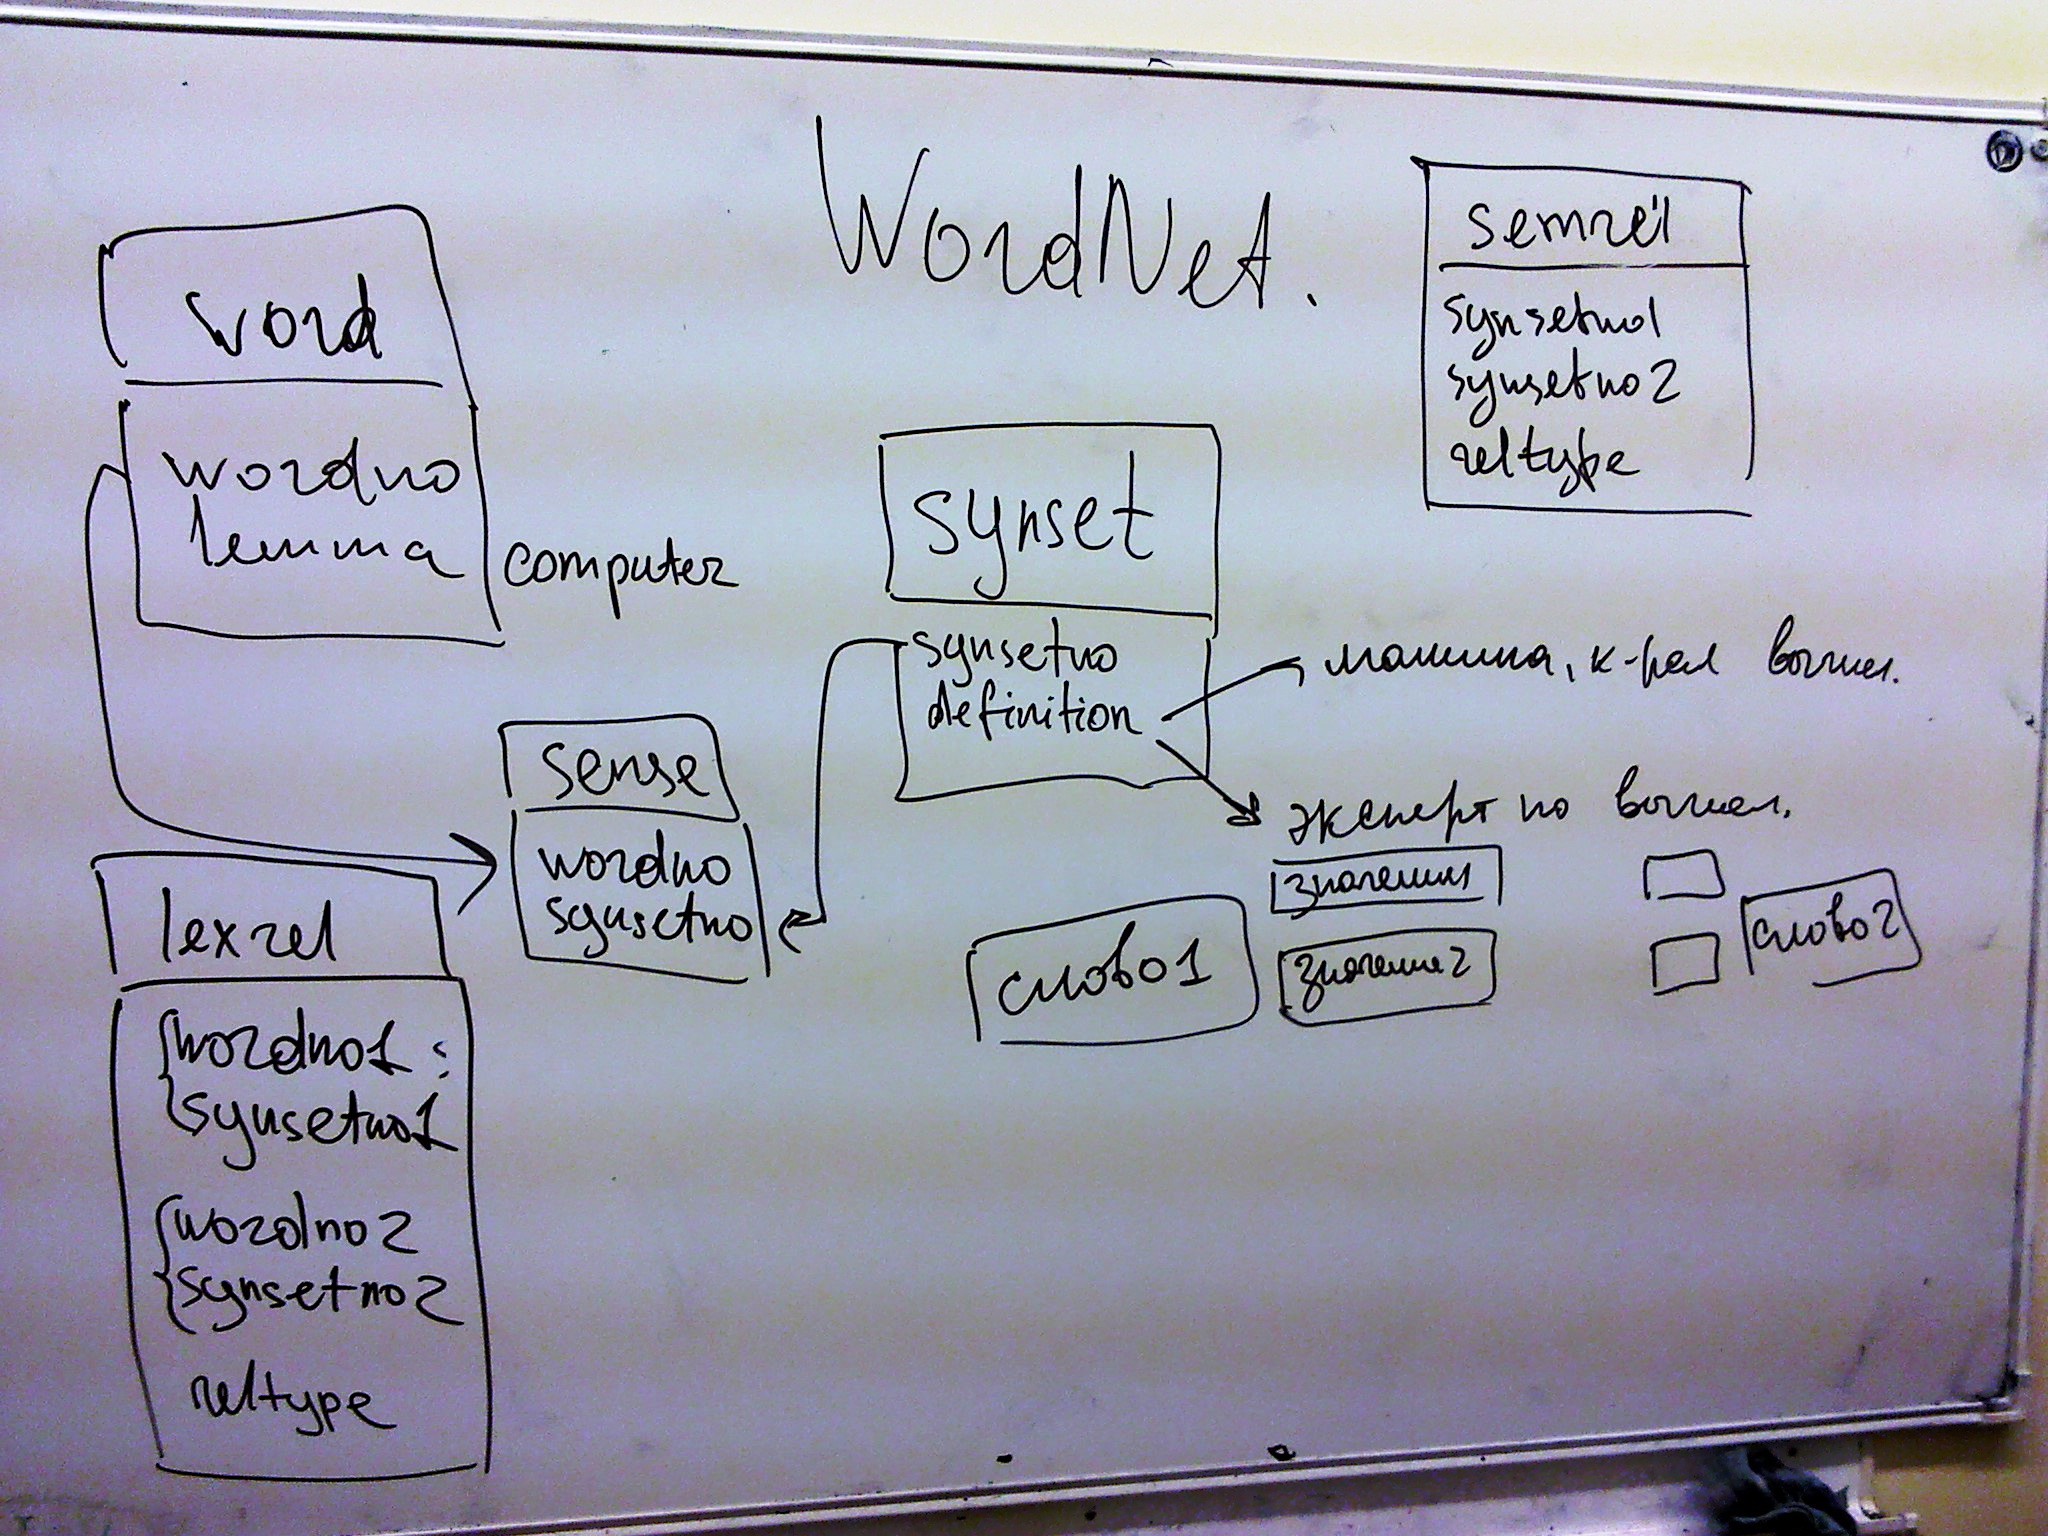 WordNet.
word
wordno
lemma
computer
semrel
synsetno1
synsetno2
reltype
synset
synsetno
definition
машина, к-рая вычисл.
эксперт по вычисл.
sense
wordno
synsetno
lexrel
wordno1
synsetno1
wordno2
synsetno2
reltype
слово1
значение1
значение2
слово2